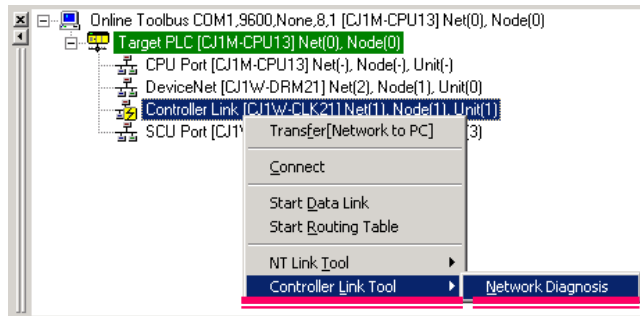 Online Toolbus COM1,9600,None,8,1 [CJ1M-CPU13] Net(0), Node(0)
Target PLC [CJ1M-CPU13] Net(0), Node(0)
CPU Port [CJ1M-CPU13] Net(-), Node(-), Unit(-)
DeviceNet [CJ1W-DRM21] Net(2), Node(1), Unit(0)
Controller Link [CJ1W-CLK21] Net(1), Node(1), Unit(1)
SCU Port [CJ1 (3)
Transfer[Network to PC]
Connect
Start Data Link
Start Routing Table
NT Link Tool
Controller Link Tool
Network Diagnosis